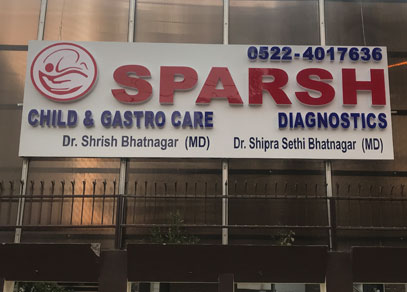 0522-4017636
SPARSH
CHILD & GASTRO CARE DIAGNOSTICS
Dr. Shrish Bhatnagar (MD) Dr. Shipra Sethi Bhatnagar (MD)